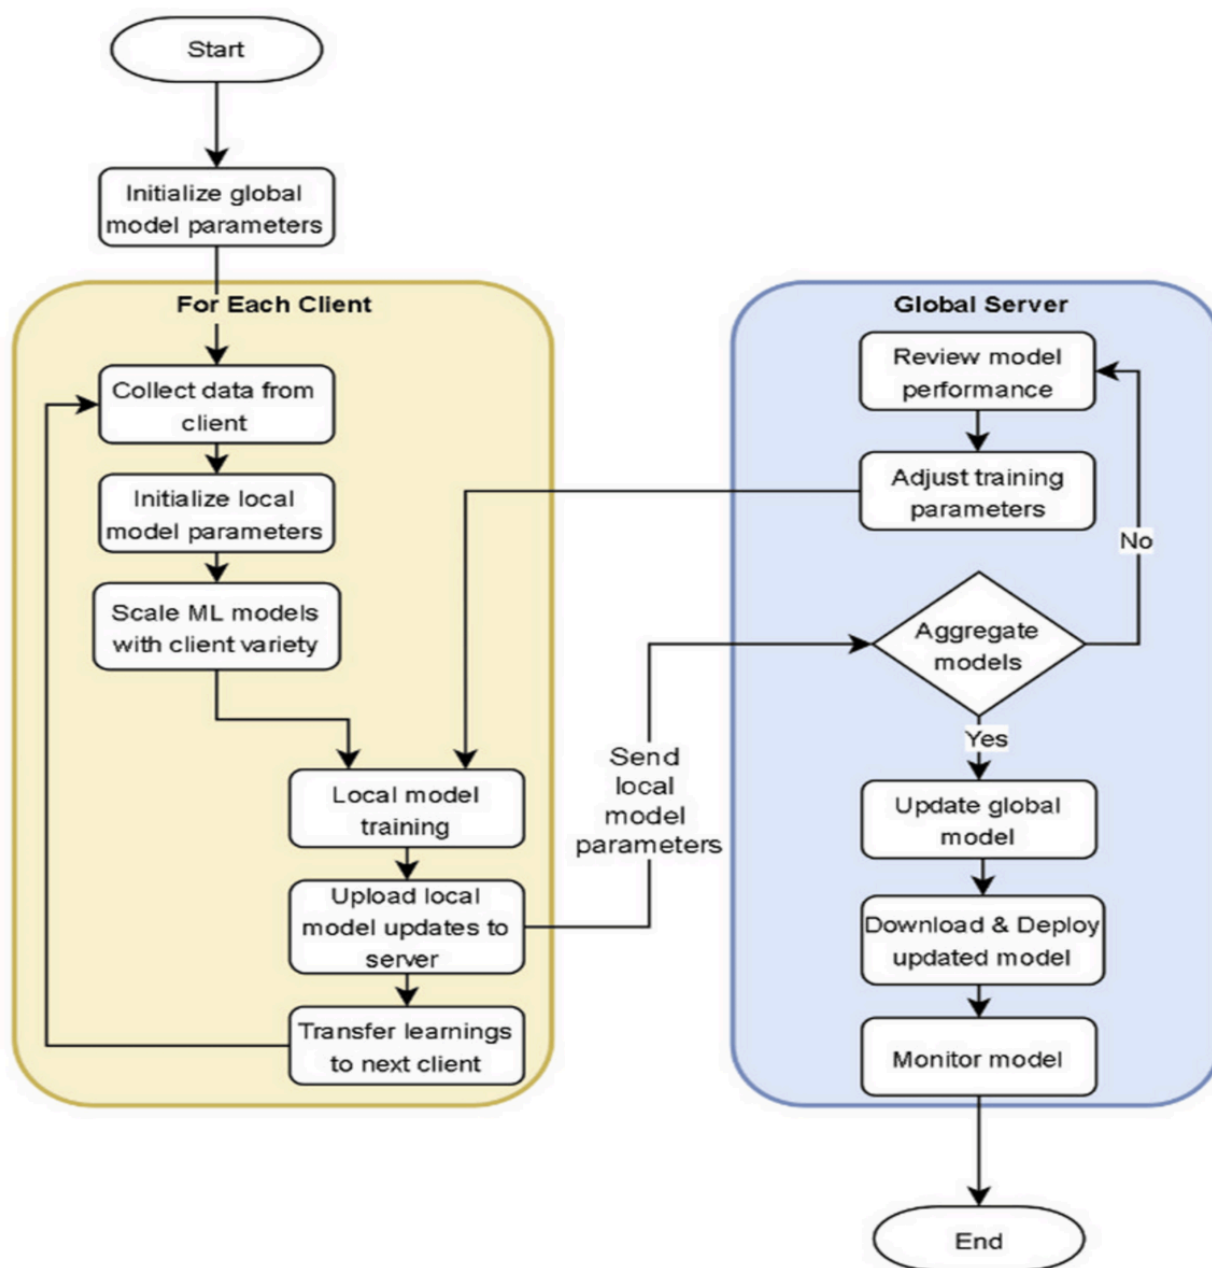 Start
Initialize global
model parameters
For Each Client
Collect data from
client
Initialize local
model parameters
Scale ML models
with client variety
Local model
training
Upload local
model updates to
server
Transfer learnings
to next client
Send
local
model
parameters
Global Server
Review model
performance
Adjust training
parameters
No
Aggregate
models
Yes
Update global
model
Download & Deploy
updated model
Monitor model
End